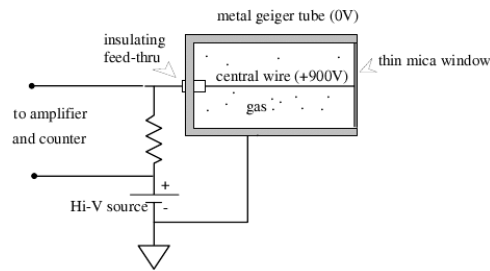 metal geiger tube (0V)
insulating
feed-thru
thin mica window
central wire (+900V)
gas
to amplifier
and counter
+
Hi-V source
-